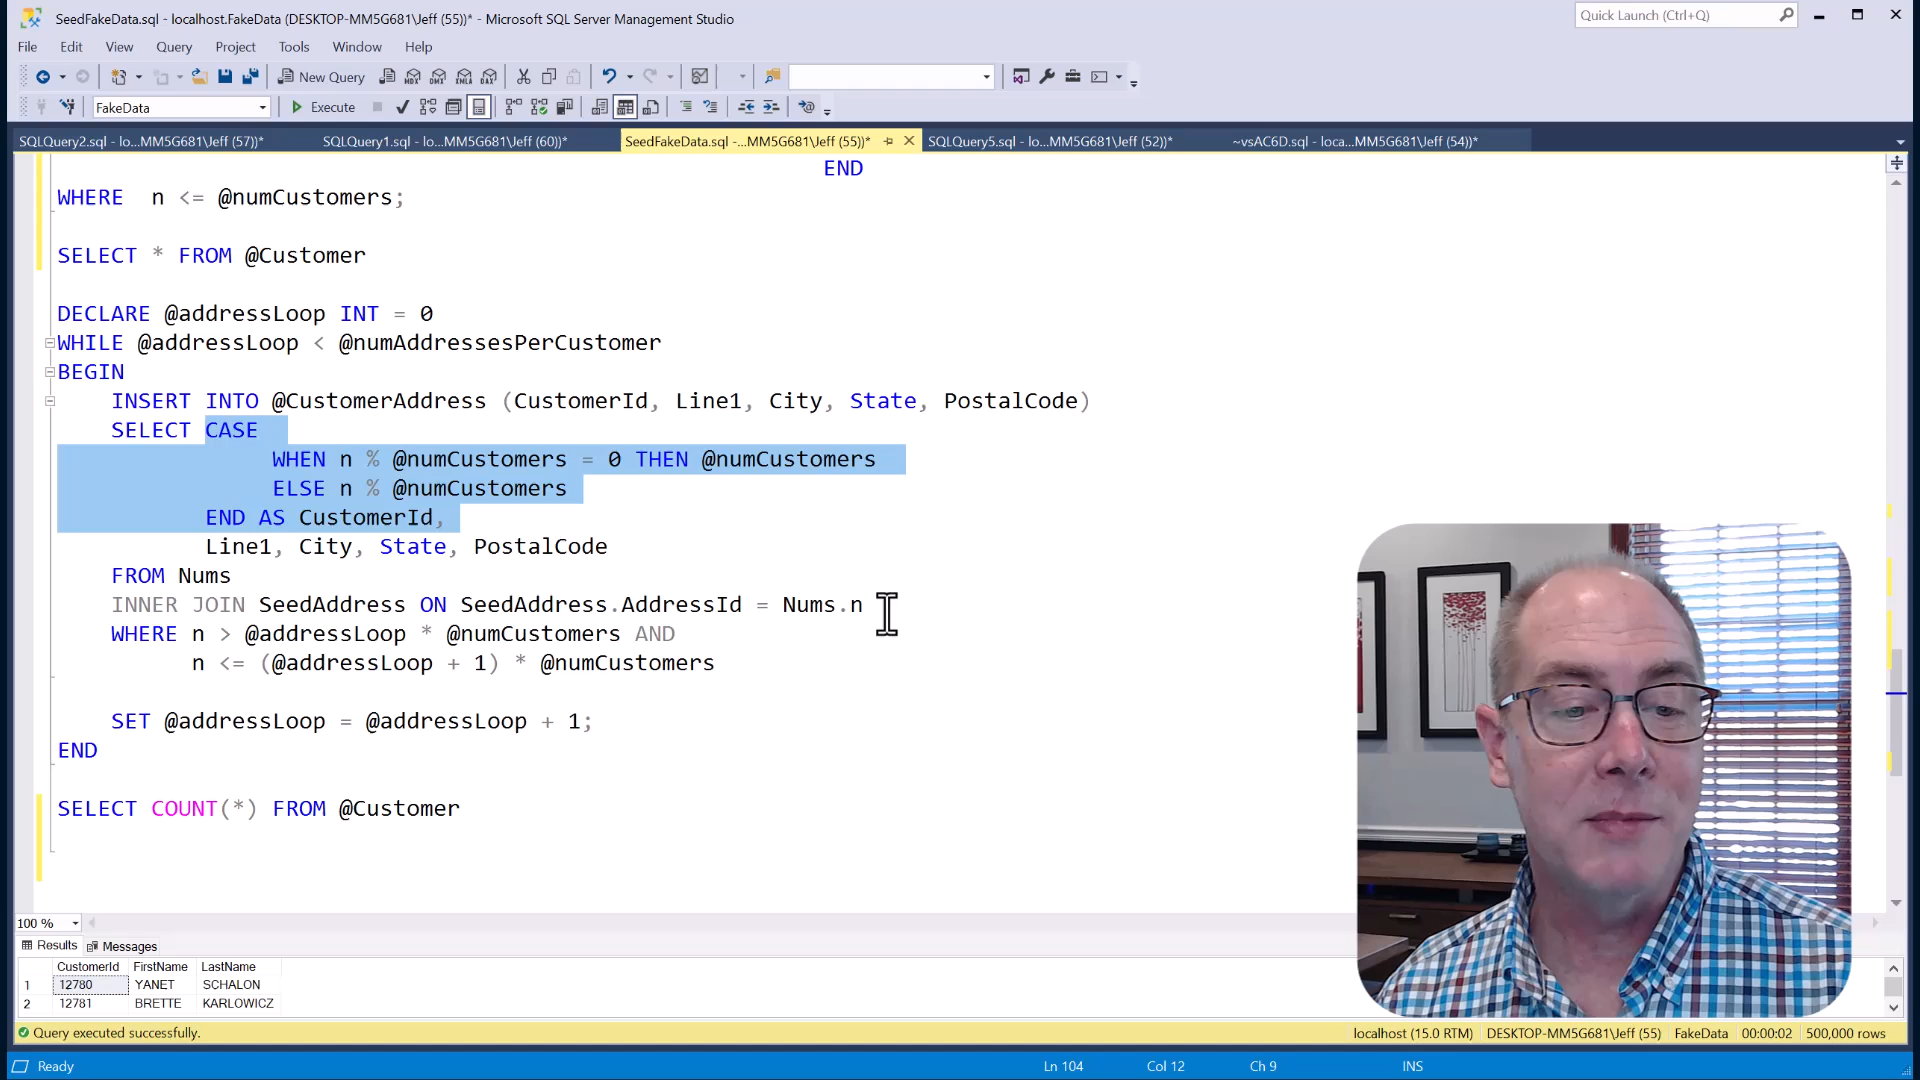 SeedFakeData.sql - localhost.FakeData (DESKTOP-MM5G681\Jeff (55))* - Microsoft SQL Server Management Studio
Quick Launch (Ctrl+Q)
File Edit View Query Project Tools Window Help
New Query
MDX DMX XMLA DAX
FakeData
Execute
SQLQuery2.sql - lo...MM5G681\Jeff (57))*
SQLQuery1.sql - lo...MM5G681\Jeff (60))*
SeedFakeData.sql -...MM5G681\Jeff (55))*
SQLQuery5.sql - lo...MM5G681\Jeff (52))*
~vsAC6D.sql - loca...MM5G681\Jeff (54))*
END
WHERE n <= @numCustomers;
SELECT * FROM @Customer
DECLARE @addressLoop INT = 0
WHILE @addressLoop < @numAddressesPerCustomer
BEGIN
INSERT INTO @CustomerAddress (CustomerId, Line1, City, State, PostalCode)
SELECT CASE
WHEN n % @numCustomers = 0 THEN @numCustomers
ELSE n % @numCustomers
END AS CustomerId,
Line1, City, State, PostalCode
FROM Nums
INNER JOIN SeedAddress ON SeedAddress.AddressId = Nums.n
WHERE n > @addressLoop * @numCustomers AND
n <= (@addressLoop + 1) * @numCustomers
SET @addressLoop = @addressLoop + 1;
END
SELECT COUNT(*) FROM @Customer
100 %
Results Messages
CustomerId FirstName LastName
1 12780 YANET SCHALON
2 12781 BRETTE KARLOWICZ
Query executed successfully.
localhost (15.0 RTM) DESKTOP-MM5G681\Jeff (55) FakeData 00:00:02 500,000 rows
Ready Ln 104 Col 12 Ch 9 INS